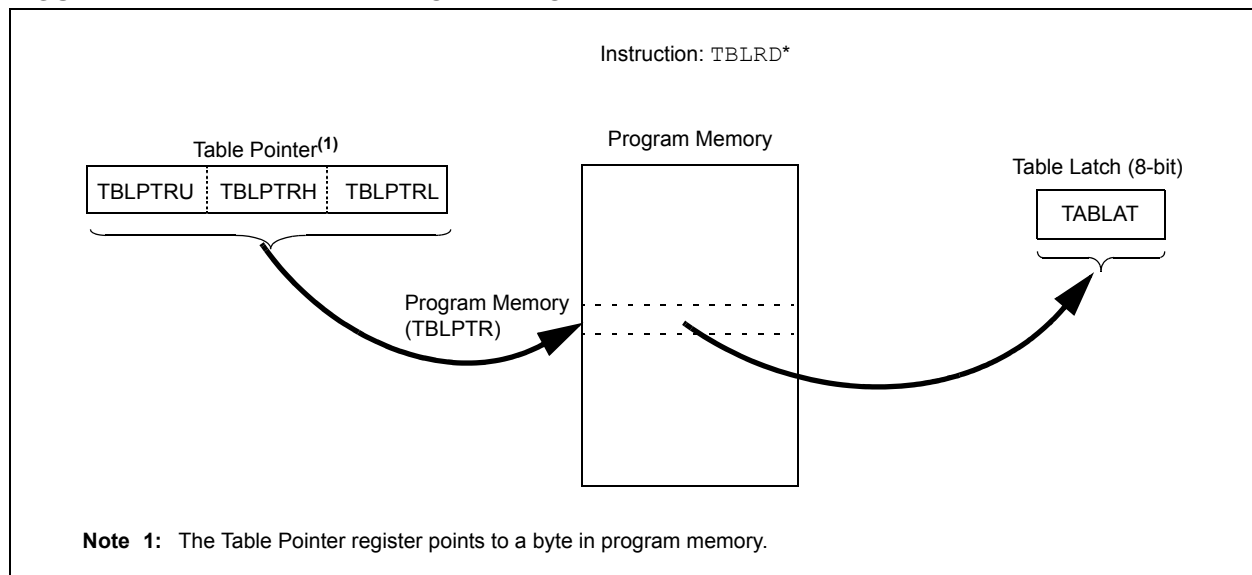 Instruction: TBLRD*
Table Pointer(1)
Program Memory
Table Latch (8-bit)
TBLPTRU TBLPTRH TBLPTRL
TABLAT
Program Memory
(TBLPTR)
Note 1: The Table Pointer register points to a byte in program memory.